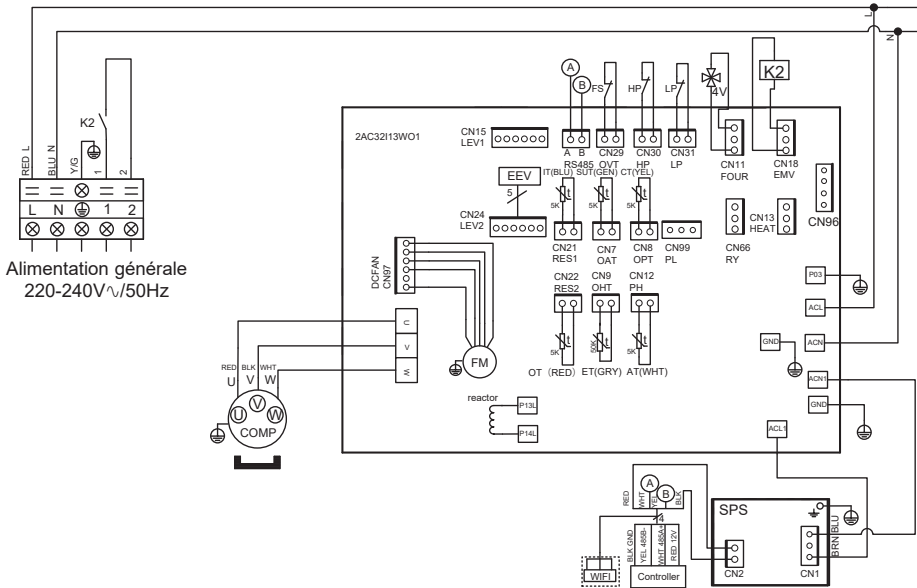 L
N
RED L
BLU N
Y/G
K2
1
2
L N 1 2
Alimentation générale
220-240V∿/50Hz
2AC32I13WO1
CN15
LEV1
A
B
FS
HP
LP
4V
K2
A B
RS485
CN29
OVT
CN30
HP
CN31
LP
CN11
FOUR
CN18
EMV
EEV
5
CN24
LEV2
IT(BLU) SUT(GEN) CT(YEL)
5K t
5K t
5K t
CN21
RES1
CN7
OAT
CN8
OPT
CN99
PL
CN66
RY
CN13
HEAT
CN96
DCFAN
CN97
CN22
RES2
CN9
OHT
CN12
PH
5K t
50K t
5K t
OT (RED) ET(GRY) AT(WHT)
P03
ACL
ACN
GND
ACN1
GND
ACL1
U
V
W
FM
RED BLK WHT
U V W
U V W
COMP
reactor
P13L
P14L
RED
WHT
A
YEL
B
BLK
4
BLK GND
YEL 485B-
WHT 485A+
RED 12V
WIFI
Controller
SPS
CN2
CN1
BRN BLU